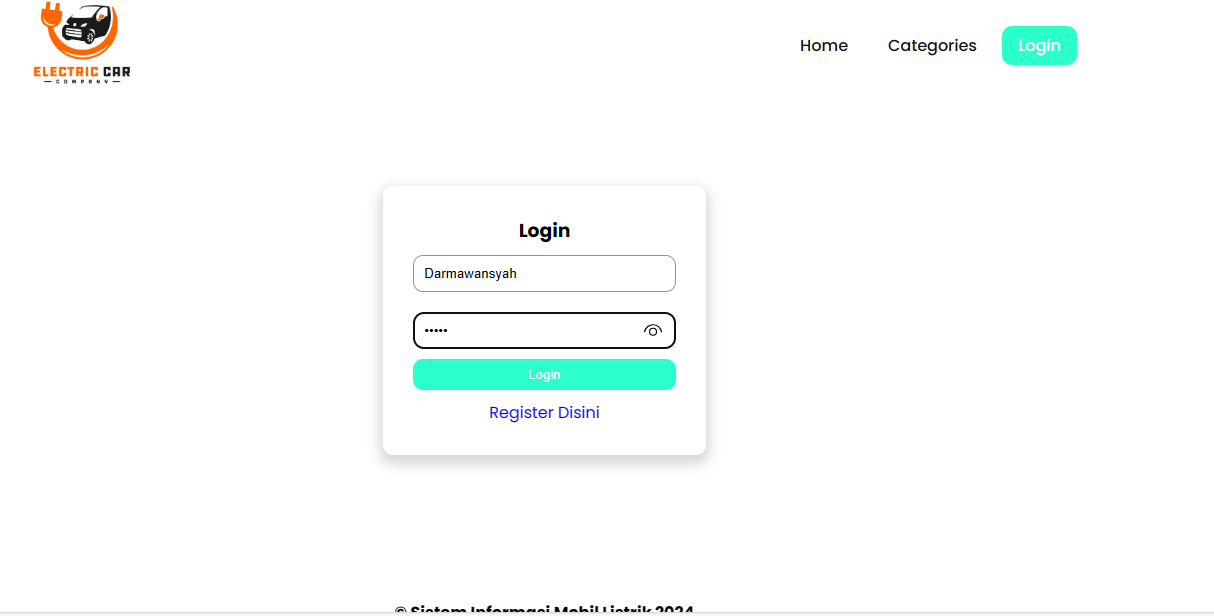 ELECTRIC CAR
COMPANY
Home
Categories
Login
Login
Darmawansyah
•••••
Login
Register Disini
© Sistem Informasi Mobil Listrik 2024